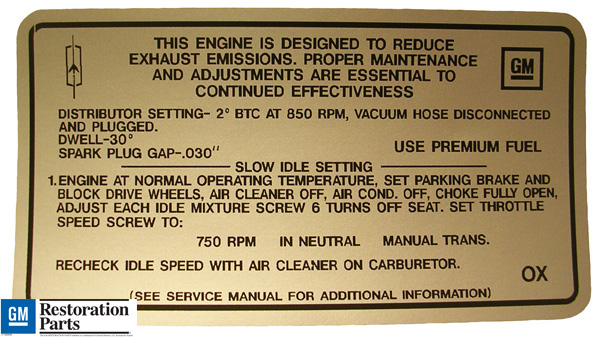 THIS ENGINE IS DESIGNED TO REDUCE
EXHAUST EMISSIONS. PROPER MAINTENANCE
AND ADJUSTMENTS ARE ESSENTIAL TO
CONTINUED EFFECTIVENESS
GM
DISTRIBUTOR SETTING- 2° BTC AT 850 RPM, VACUUM HOSE DISCONNECTED
AND PLUGGED.
DWELL-30°
SPARK PLUG GAP-.030"
USE PREMIUM FUEL
SLOW IDLE SETTING
1. ENGINE AT NORMAL OPERATING TEMPERATURE, SET PARKING BRAKE AND
BLOCK DRIVE WHEELS, AIR CLEANER OFF, AIR COND. OFF, CHOKE FULLY OPEN,
ADJUST EACH IDLE MIXTURE SCREW 6 TURNS OFF SEAT. SET THROTTLE
SPEED SCREW TO:
750 RPM IN NEUTRAL MANUAL TRANS.
RECHECK IDLE SPEED WITH AIR CLEANER ON CARBURETOR.
OX
(SEE SERVICE MANUAL FOR ADDITIONAL INFORMATION)
GM Restoration
Parts